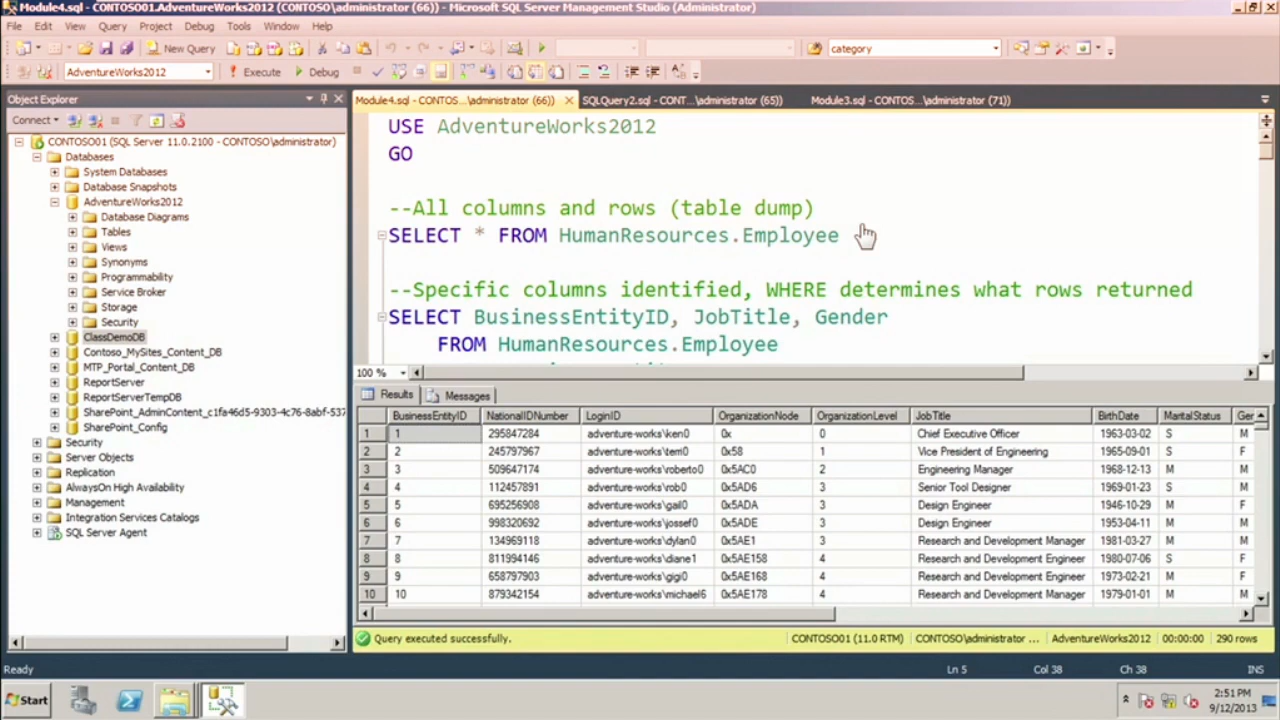 Module4.sql - CONTOSO01.AdventureWorks2012 (CONTOSO\administrator (66)) - Microsoft SQL Server Management Studio (Administrator)
File Edit View Query Project Debug Tools Window Help
New Query category
AdventureWorks2012 Execute Debug
Object Explorer
Connect
CONTOSO01 (SQL Server 11.0.2100 - CONTOSO\administrator)
Databases
System Databases
Database Snapshots
AdventureWorks2012
Database Diagrams
Tables
Views
Synonyms
Programmability
Service Broker
Storage
Security
ClassDemoDB
Contoso_MySites_Content_DB
MTP_Portal_Content_DB
ReportServer
ReportServerTempDB
SharePoint_AdminContent_c1fa46d5-9303-4c76-8abf-537
SharePoint_Config
Security
Server Objects
Replication
AlwaysOn High Availability
Management
Integration Services Catalogs
SQL Server Agent
Module4.sql - CONTOS...\administrator (66)) SQLQuery2.sql - CONT...\administrator (65)) Module3.sql - CONTOS...\administrator (71))
USE AdventureWorks2012
GO
--All columns and rows (table dump)
SELECT * FROM HumanResources.Employee
--Specific columns identified, WHERE determines what rows returned
SELECT BusinessEntityID, JobTitle, Gender
FROM HumanResources.Employee
100 %
Results Messages
BusinessEntityID NationalIDNumber LoginID OrganizationNode OrganizationLevel JobTitle BirthDate MaritalStatus Ger
1 1 295847284 adventure-works\ken0 0x 0 Chief Executive Officer 1963-03-02 S M
2 2 245797967 adventure-works\terri0 0x58 1 Vice President of Engineering 1965-09-01 S F
3 3 509647174 adventure-works\roberto0 0x5AC0 2 Engineering Manager 1968-12-13 M M
4 4 112457891 adventure-works\rob0 0x5AD6 3 Senior Tool Designer 1969-01-23 S M
5 5 695256908 adventure-works\gail0 0x5ADA 3 Design Engineer 1946-10-29 M F
6 6 998320692 adventure-works\jossef0 0x5ADE 3 Design Engineer 1953-04-11 M M
7 7 134969118 adventure-works\dylan0 0x5AE1 3 Research and Development Manager 1981-03-27 M M
8 8 811994146 adventure-works\diane1 0x5AE158 4 Research and Development Engineer 1980-07-06 S F
9 9 658797903 adventure-works\gigi0 0x5AE168 4 Research and Development Engineer 1973-02-21 M F
10 10 879342154 adventure-works\michael6 0x5AE178 4 Research and Development Manager 1979-01-01 M M
Query executed successfully. CONTOSO01 (11.0 RTM) CONTOSO\administrator ... AdventureWorks2012 00:00:00 290 rows
Ready Ln 5 Col 38 Ch 38 INS
Start 2:51 PM
9/12/2013